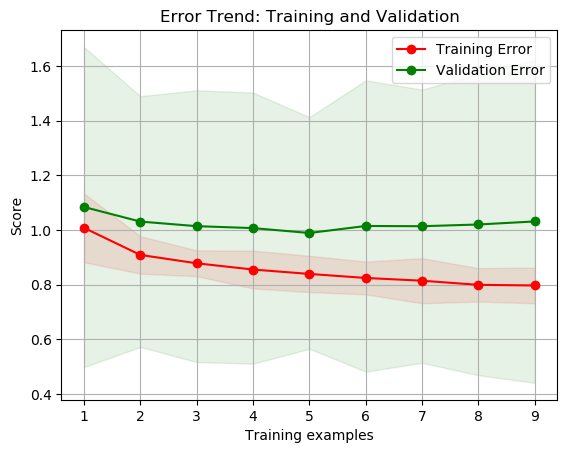 Error Trend: Training and Validation
Training Error
Validation Error
1.6
1.4
1.2
1.0
0.8
0.6
0.4
Score
1 2 3 4 5 6 7 8 9
Training examples